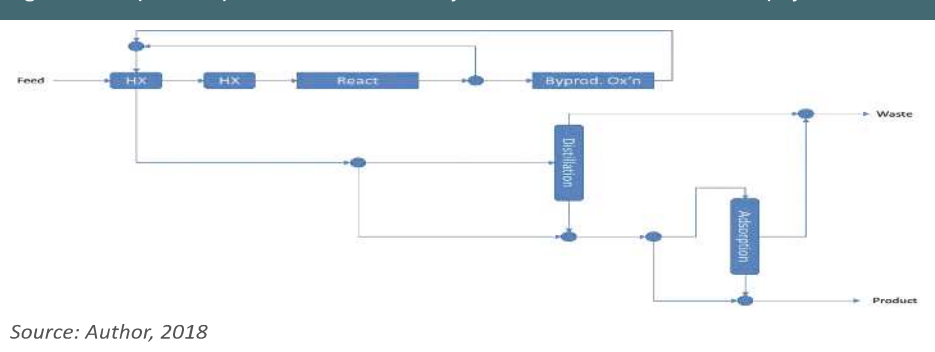 Feed
HX
HX
React
Byprod. Ox'n
Waste
Distillation
Adsorption
Product
Source: Author, 2018